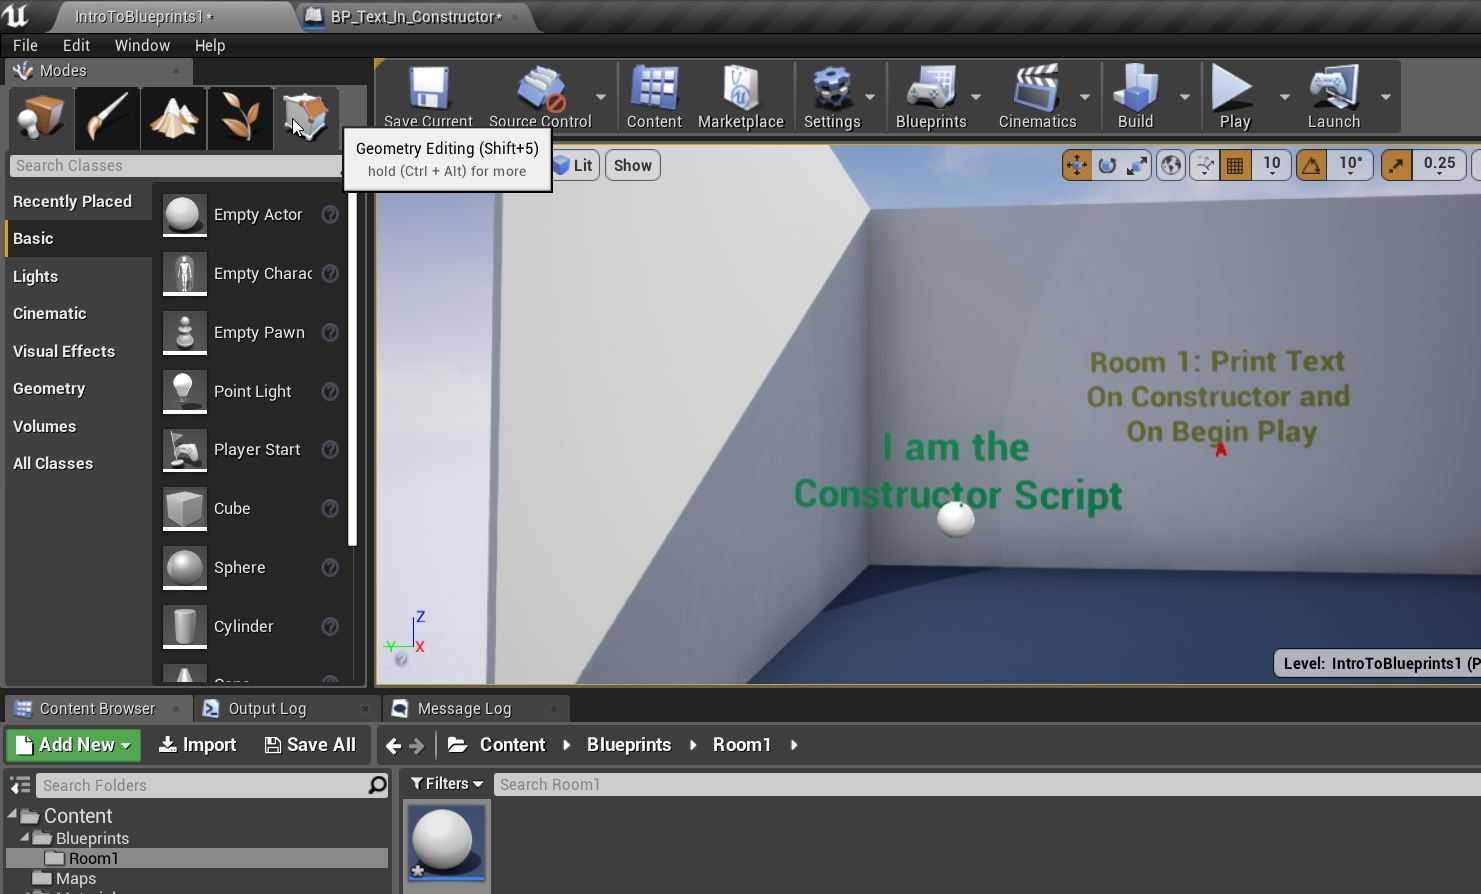 IntroToBlueprints1*
BP_Text_In_Constructor*
File Edit Window Help
Modes
Save Current Source Control Content Marketplace Settings Blueprints Cinematics Build Play Launch
Search Classes
Geometry Editing (Shift+5)
hold (Ctrl + Alt) for more
Lit Show
10 10° 0.25
Recently Placed
Basic
Lights
Cinematic
Visual Effects
Geometry
Volumes
All Classes
Empty Actor
Empty Charac
Empty Pawn
Point Light
Player Start
Cube
Sphere
Cylinder
Room 1: Print Text
On Constructor and
On Begin Play
I am the
Constructor Script
Z
Y X
Level: IntroToBlueprints1 (P
Content Browser Output Log Message Log
Add New Import Save All Content Blueprints Room1
Search Folders
Filters Search Room1
Content
Blueprints
Room1
Maps